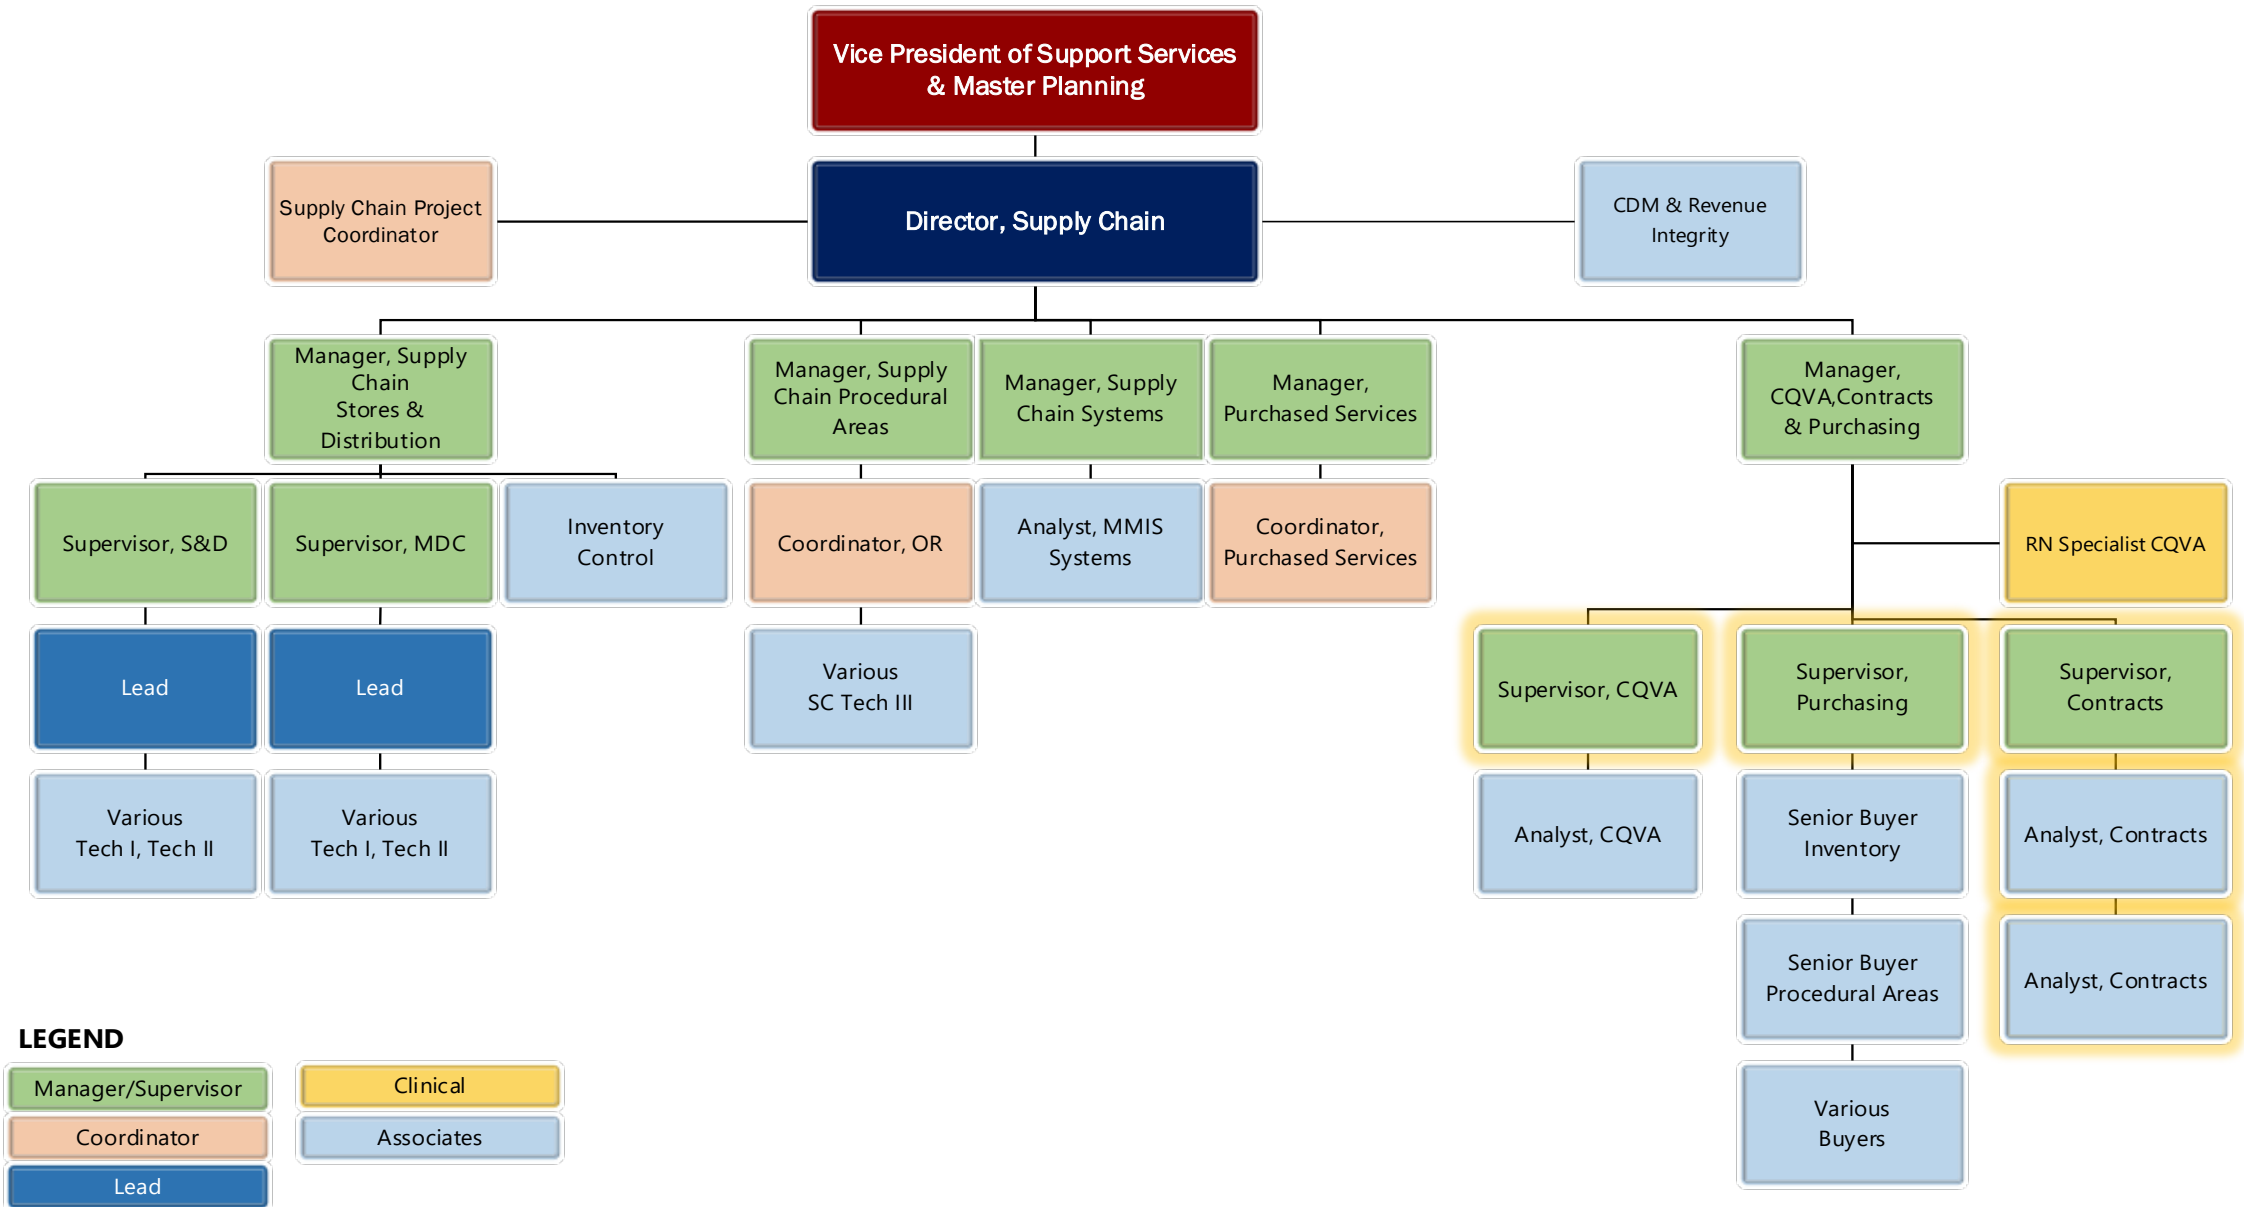 Vice President of Support Services
& Master Planning
Supply Chain Project
Coordinator
Director, Supply Chain
CDM & Revenue
Integrity
Manager, Supply
Chain
Stores &
Distribution
Manager, Supply
Chain Procedural
Areas
Manager, Supply
Chain Systems
Manager,
Purchased Services
Manager,
CQVA,Contracts
& Purchasing
Supervisor, S&D
Supervisor, MDC
Inventory
Control
Coordinator, OR
Analyst, MMIS
Systems
Coordinator,
Purchased Services
RN Specialist CQVA
Lead
Lead
Various
SC Tech III
Supervisor, CQVA
Supervisor,
Purchasing
Supervisor,
Contracts
Various
Tech I, Tech II
Various
Tech I, Tech II
Analyst, CQVA
Senior Buyer
Inventory
Analyst, Contracts
Senior Buyer
Procedural Areas
Analyst, Contracts
Various
Buyers
LEGEND
Manager/Supervisor
Clinical
Coordinator
Associates
Lead